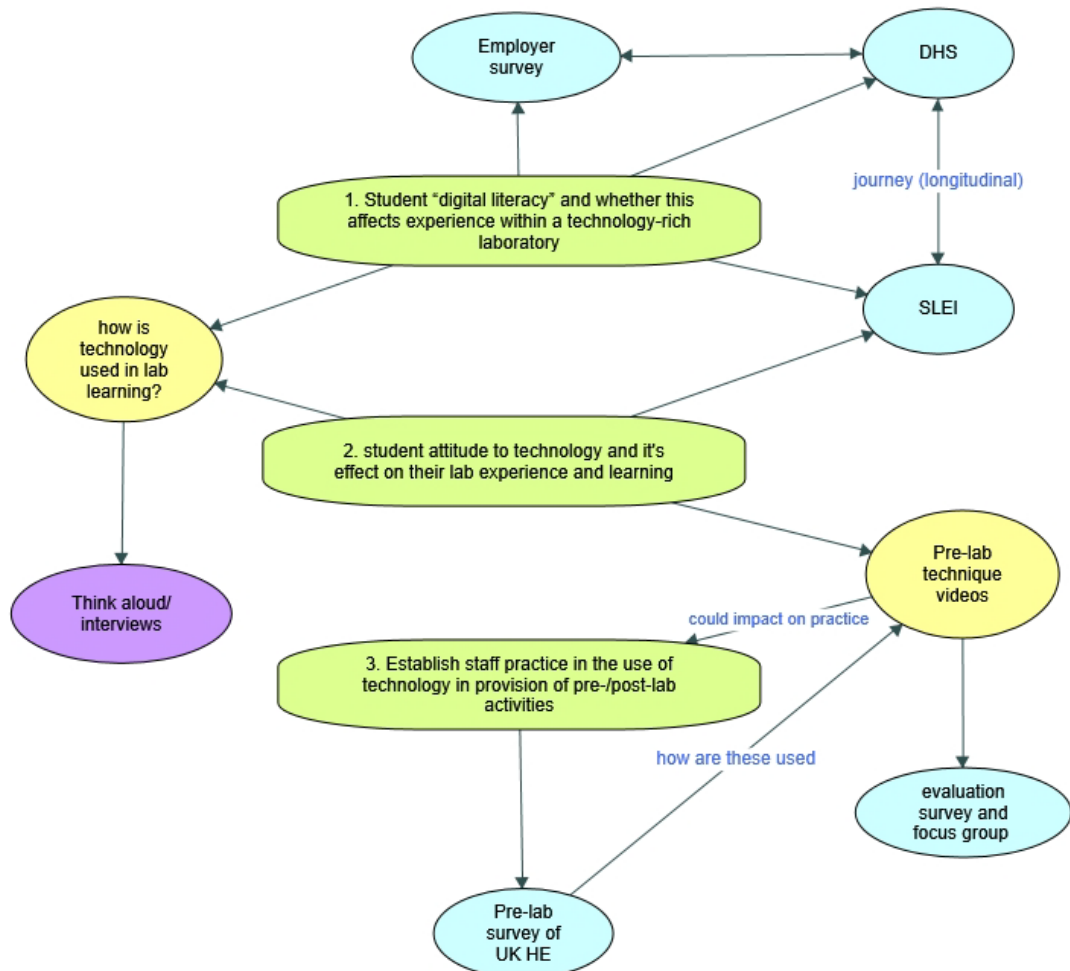 Employer
survey
DHS
journey (longitudinal)
1. Student “digital literacy” and whether this
affects experience within a technology-rich
laboratory
SLEI
how is
technology
used in lab
learning?
2. student attitude to technology and it's
effect on their lab experience and learning
Pre-lab
technique
videos
Think aloud/
interviews
could impact on practice
3. Establish staff practice in the use of
technology in provision of pre-/post-lab
activities
how are these used
evaluation
survey and
focus group
Pre-lab
survey of
UK HE